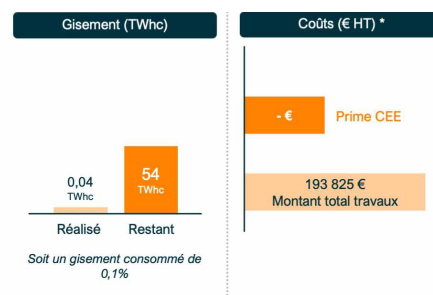 Gisement (TWhc)
0,04
TWhc
54
TWhc
Réalisé
Restant
Soit un gisement consommé de
0,1%
Coûts (€ HT) *
- €
Prime CEE
193 825 €
Montant total travaux